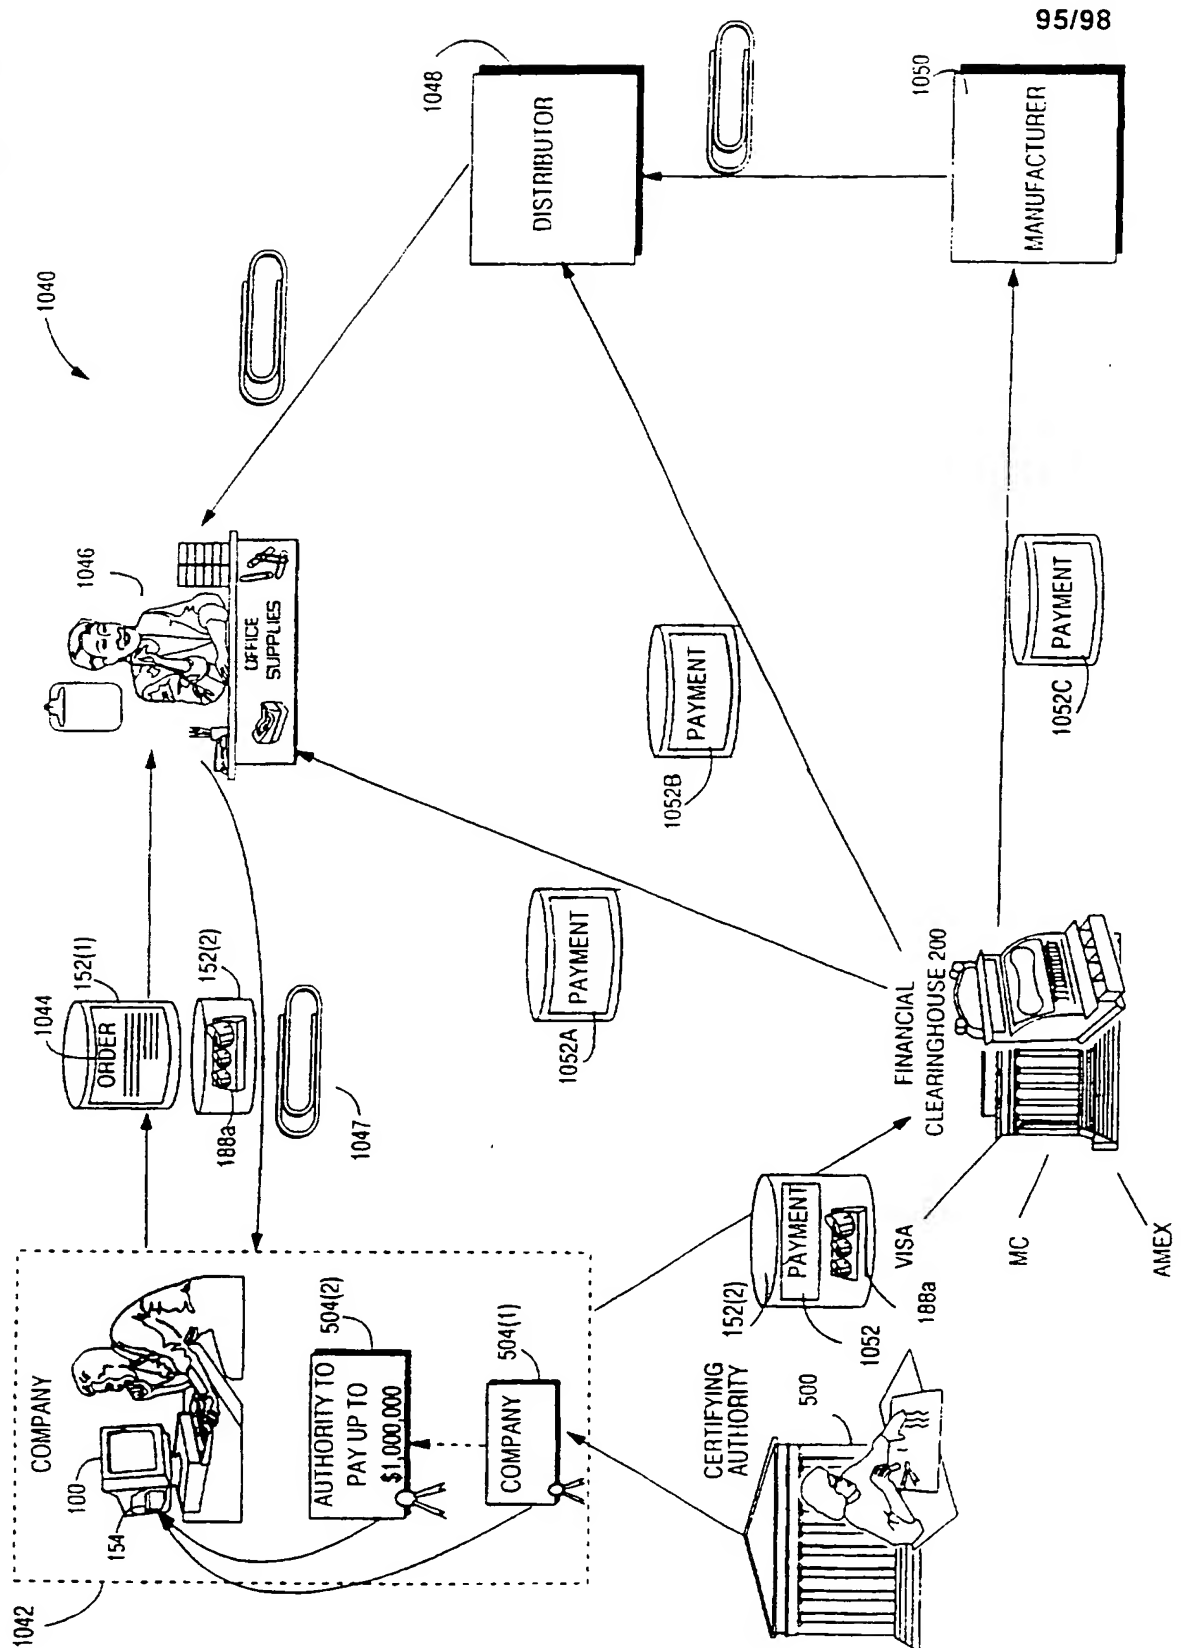 95/98
1042
COMPANY
100
154
AUTHORITY TO
PAY UP TO
$1,000,000
504(2)
COMPANY
504(1)
CERTIFYING
AUTHORITY
500
1044
ORDER
152(1)
152(2)
188a
1047
1046
OFFICE
SUPPLIES
1040
1048
DISTRIBUTOR
1050
MANUFACTURER
152(2)
PAYMENT
1052
188a
FINANCIAL
CLEARINGHOUSE 200
VISA
MC
AMEX
PAYMENT
1052A
PAYMENT
1052B
PAYMENT
1052C